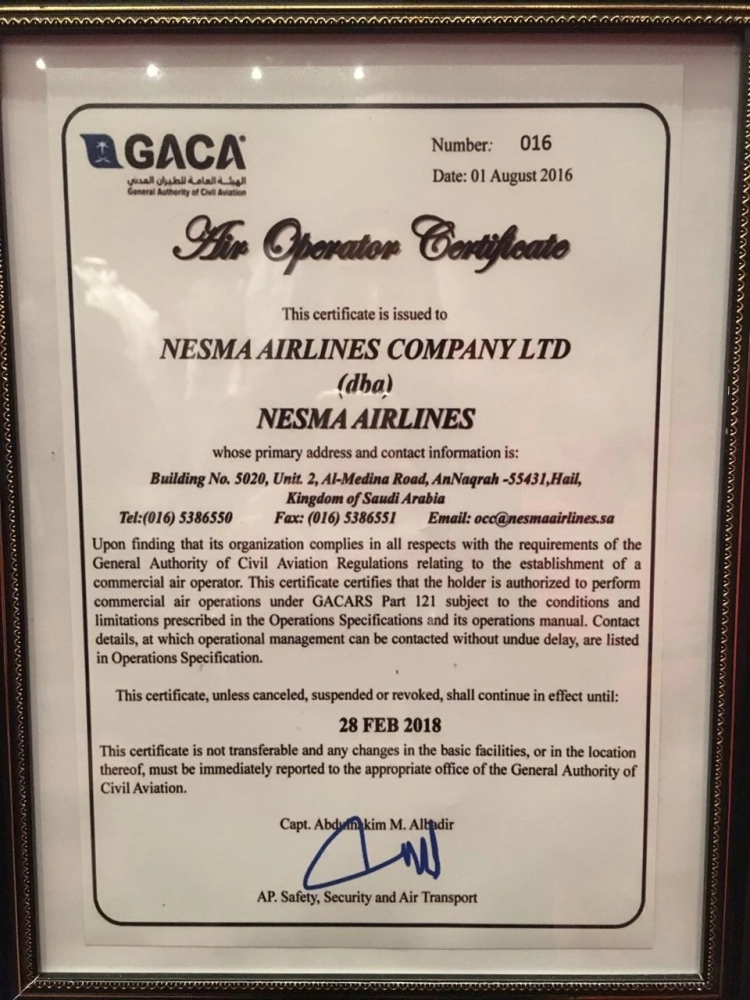 GACA
الهيئة العامة للطيران المدني
General Authority of Civil Aviation
Number: 016
Date: 01 August 2016
Air Operator Certificate
This certificate is issued to
NESMA AIRLINES COMPANY LTD
(dba)
NESMA AIRLINES
whose primary address and contact information is:
Building No. 5020, Unit. 2, Al-Medina Road, AnNaqrah -55431,Hail,
Kingdom of Saudi Arabia
Tel:(016) 5386550 Fax: (016) 5386551 Email: occ@nesmaairlines.sa
Upon finding that its organization complies in all respects with the requirements of the
General Authority of Civil Aviation Regulations relating to the establishment of a
commercial air operator. This certificate certifies that the holder is authorized to perform
commercial air operations under GACARS Part 121 subject to the conditions and
limitations prescribed in the Operations Specifications and its operations manual. Contact
details, at which operational management can be contacted without undue delay, are listed
in Operations Specification.
This certificate, unless canceled, suspended or revoked, shall continue in effect until:
28 FEB 2018
This certificate is not transferable and any changes in the basic facilities, or in the location
thereof, must be immediately reported to the appropriate office of the General Authority of
Civil Aviation.
Capt. M.
AP. Safety, Security and Air Transport